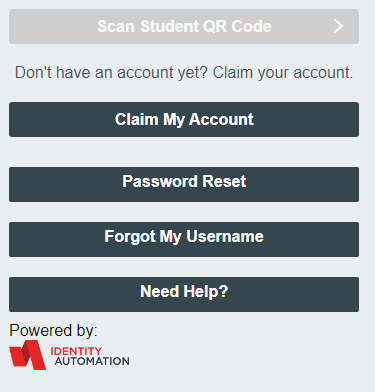 Scan Student QR Code
Don't have an account yet? Claim your account.
Claim My Account
Password Reset
Forgot My Username
Need Help?
Powered by:
IDENTITY
AUTOMATION